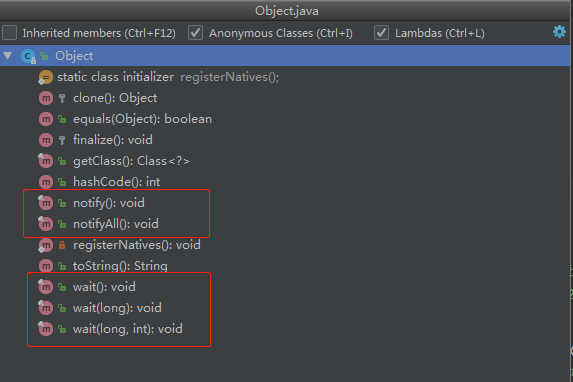 Object.java
Inherited members (Ctrl+F12) Anonymous Classes (Ctrl+I) Lambdas (Ctrl+L)
Object
static class initializer registerNatives();
clone(): Object
equals(Object): boolean
finalize(): void
getClass(): Class<?>
hashCode(): int
notify(): void
notifyAll(): void
registerNatives(): void
toString(): String
wait(): void
wait(long): void
wait(long, int): void